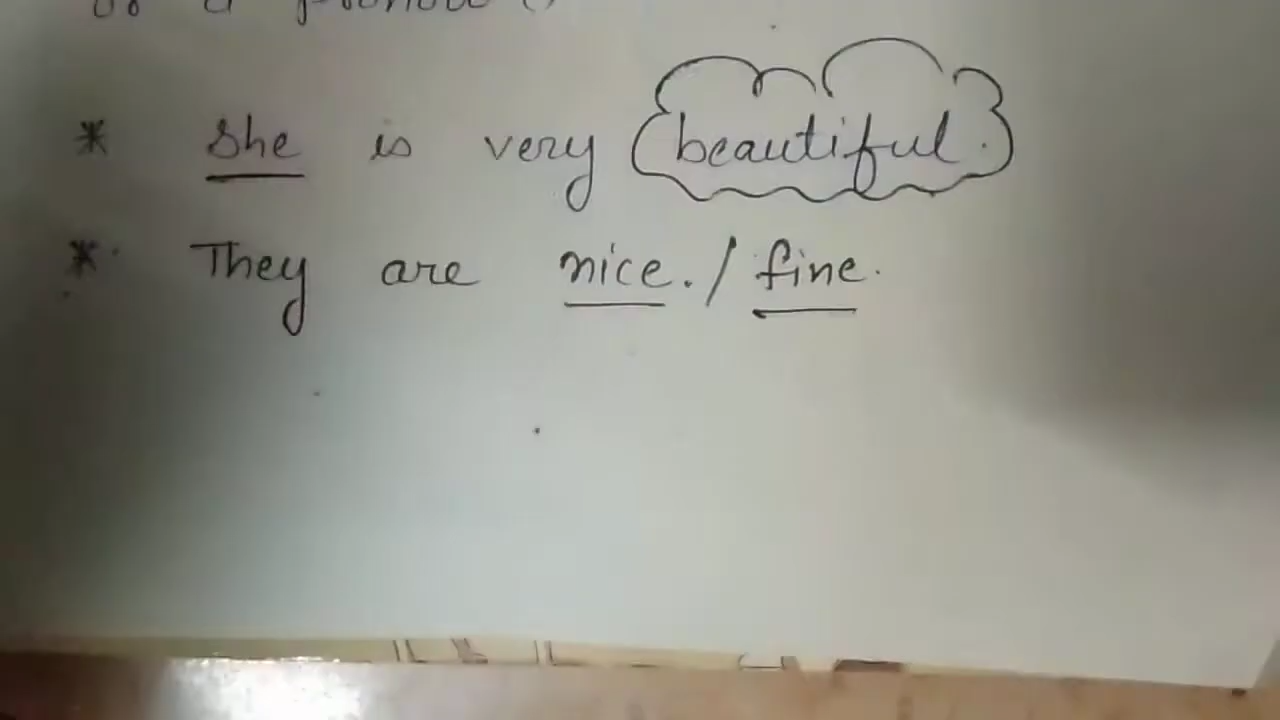 * She is very beautiful.
* They are nice. / fine.